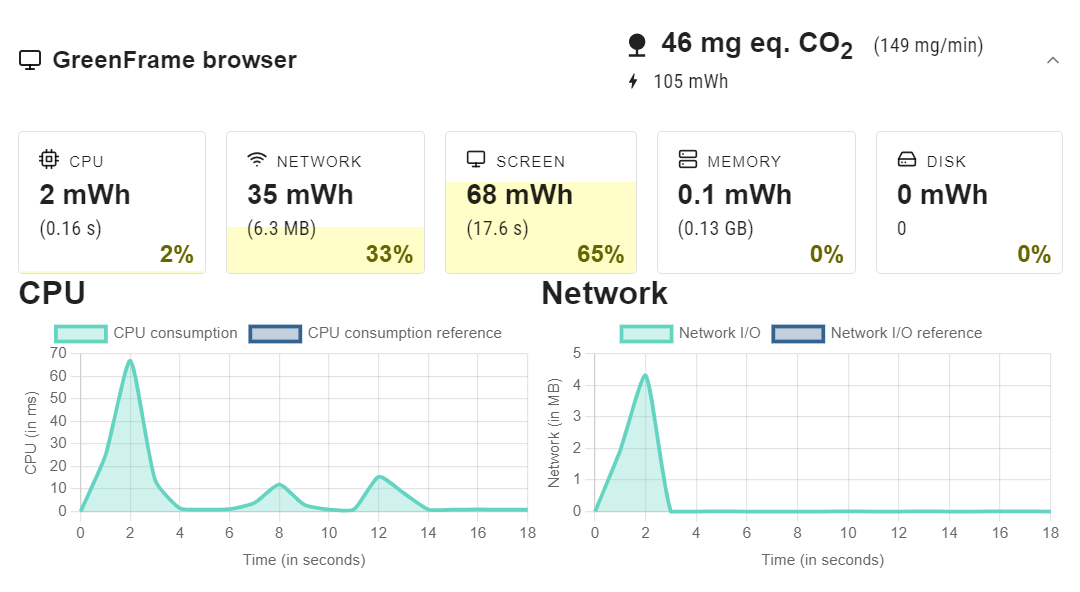 GreenFrame browser
46 mg eq. CO2 (149 mg/min)
105 mWh
CPU
2 mWh
(0.16 s)
2%
NETWORK
35 mWh
(6.3 MB)
33%
SCREEN
68 mWh
(17.6 s)
65%
MEMORY
0.1 mWh
(0.13 GB)
0%
DISK
0 mWh
0
0%
CPU
CPU consumption CPU consumption reference
70
60
50
40
30
20
10
0
CPU (in ms)
0 2 4 6 8 10 12 14 16 18
Time (in seconds)
Network
Network I/O Network I/O reference
5
4
3
2
1
0
Network (in MB)
0 2 4 6 8 10 12 14 16 18
Time (in seconds)